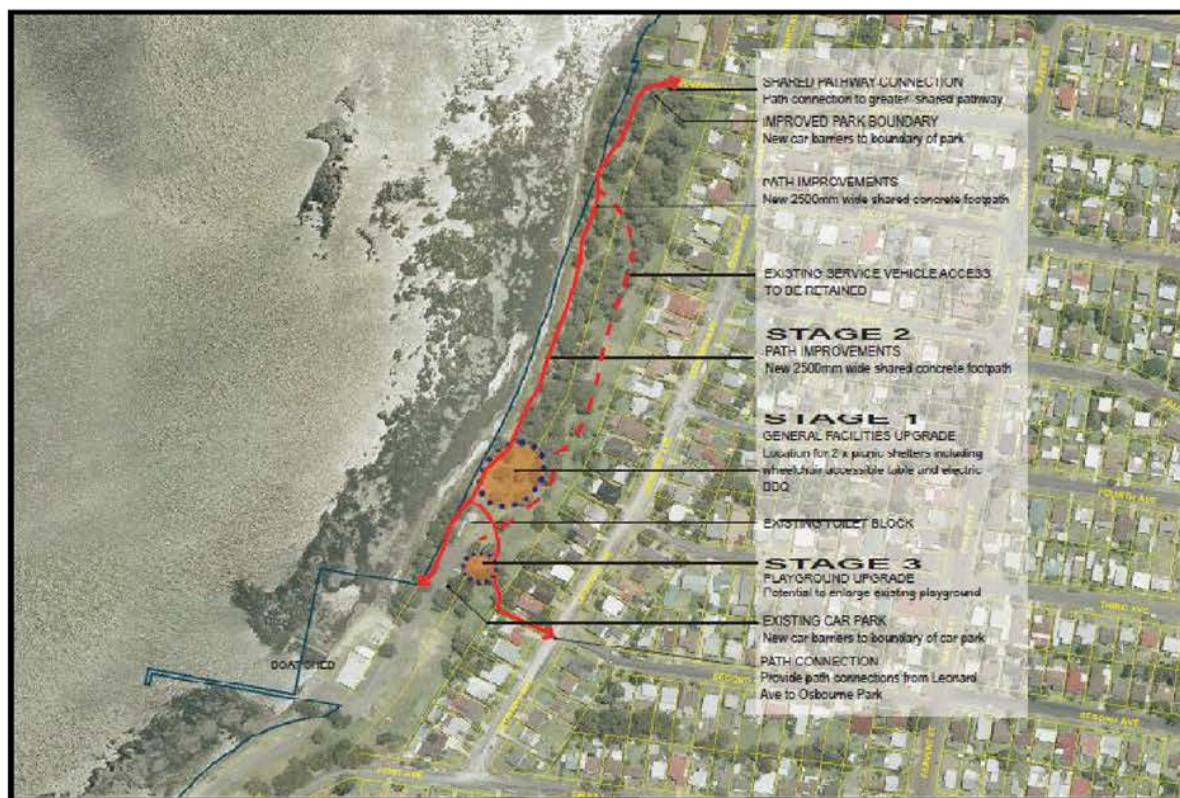 SHARED PATHWAY CONNECTION
Path connection to greater shared pathway
IMPROVED PARK BOUNDARY
New car barriers to boundary of park
PATH IMPROVEMENTS
New 2500mm wide shared concrete footpath
EXISTING SERVICE VEHICLE ACCESS
TO BE RETAINED
STAGE 2
PATH IMPROVEMENTS
New 2500mm wide shared concrete footpath
STAGE 1
GENERAL FACILITIES UPGRADE
Location for 2 x picnic shelters including
wheelchair accessible table and electric
BBQ
EXISTING TOILET BLOCK
STAGE 3
PLAYGROUND UPGRADE
Potential to enlarge existing playground
EXISTING CAR PARK
New car barriers to boundary of car park
PATH CONNECTION
Provide path connections from Leonard
Ave to Osbourne Park
BOAT SHED
FOURTH AVE
THIRD AVE
SECOND
SECOND AVE
FIRST AVE